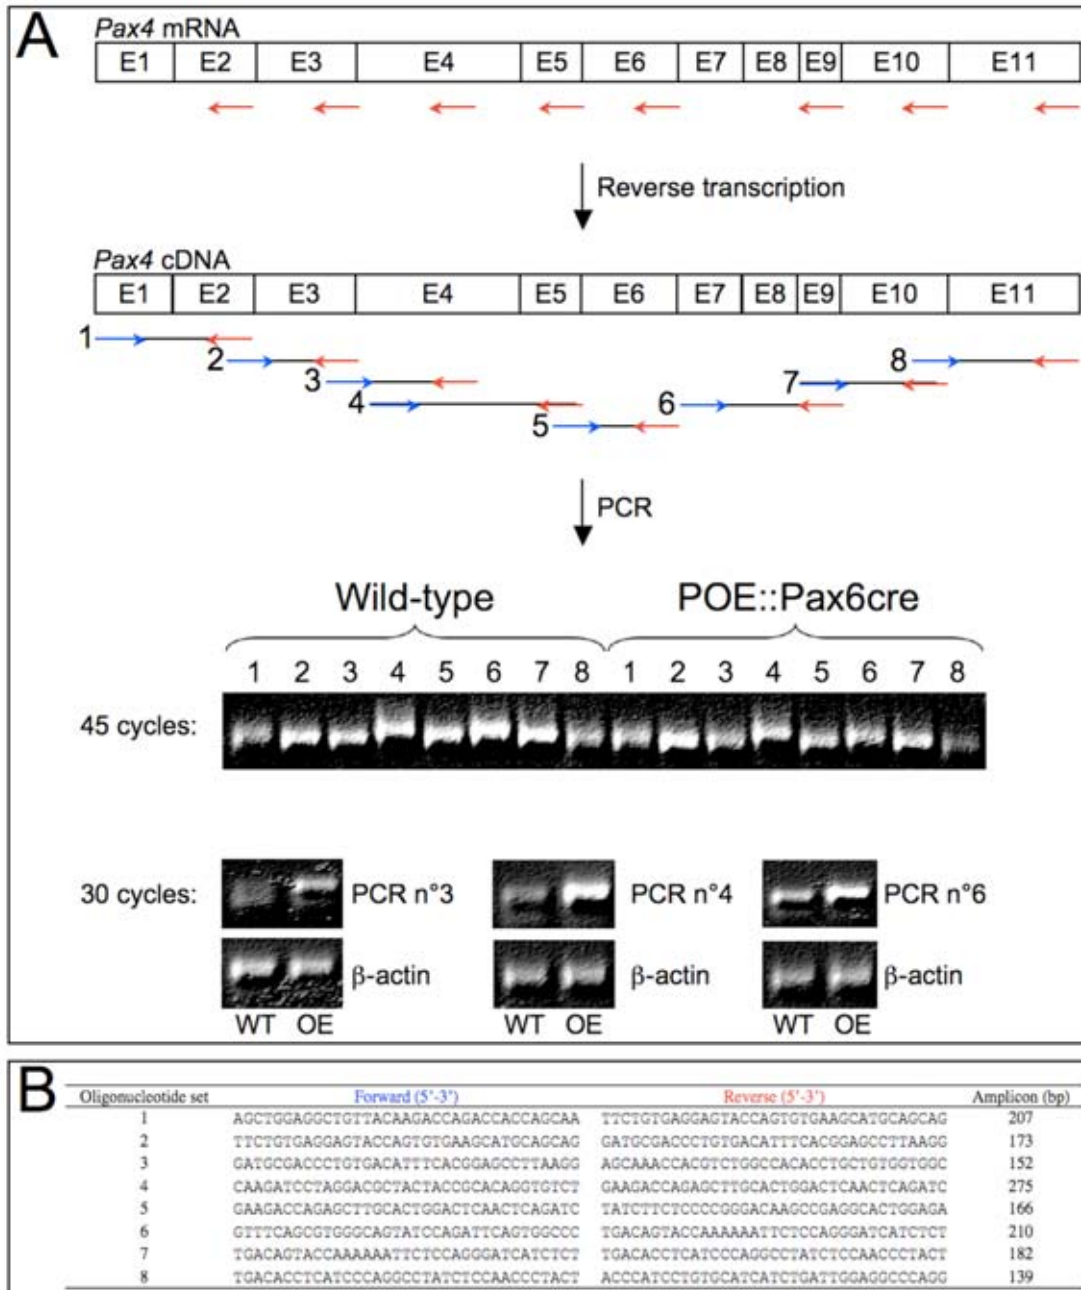 A
Pax4 mRNA
E1 E2 E3 E4 E5 E6 E7 E8 E9 E10 E11
Reverse transcription
Pax4 cDNA
E1 E2 E3 E4 E5 E6 E7 E8 E9 E10 E11
1
2
3
4
5
6
7
8
PCR
Wild-type POE::Pax6cre
1 2 3 4 5 6 7 8 1 2 3 4 5 6 7 8
45 cycles:
30 cycles: PCR n°3 PCR n°4 PCR n°6
β-actin β-actin β-actin
WT OE WT OE WT OE
B
Oligonucleotide set Forward (5'-3') Reverse (5'-3') Amplicon (bp)
1 AGCTGGAGGCTGTTACAAGACCAGACCACCAGCAA TTCTGTGAGGAGTACCAGTGTGAAGCATGCAGCAG 207
2 TTCTGTGAGGAGTACCAGTGTGAAGCATGCAGCAG GATGCGACCCTGTGACATTTCACGGAGCCTTAAGG 173
3 GATGCGACCCTGTGACATTTCACGGAGCCTTAAGG AGCAAACCACGTCTGGCCACACCTGCTGTGGTGGC 152
4 CAAGATCCTAGGACGCTACTACCGCACAGGTGTCT GAAGACCAGAGCTTGCACTGGACTCAACTCAGATC 275
5 GAAGACCAGAGCTTGCACTGGACTCAACTCAGATC TATCTTCTCCCCGGGACAAGCCGAGGCACTGGAGA 166
6 GTTTCAGCGTGGGCAGTATCCAGATTCAGTGGCCC TGACAGTACCAAAAAATTCTCCAGGGATCATCTCT 210
7 TGACAGTACCAAAAAATTCTCCAGGGATCATCTCT TGACACCTCATCCCAGGCCTATCTCCAACCCTACT 182
8 TGACACCTCATCCCAGGCCTATCTCCAACCCTACT ACCCATCCTGTGCATCATCTGATTGGAGGCCCAGG 139